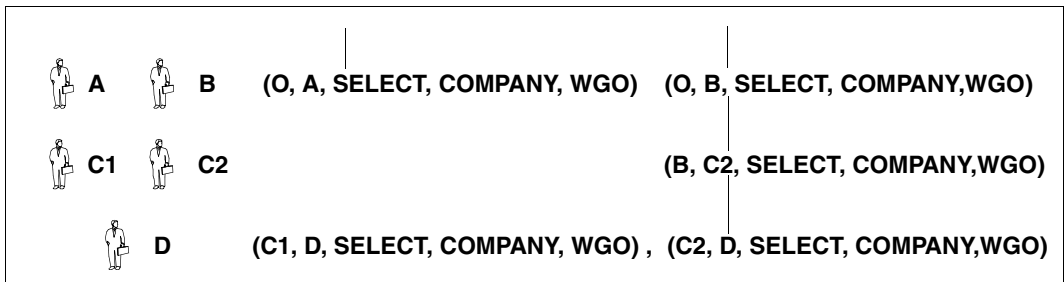 A B (O, A, SELECT, COMPANY, WGO) (O, B, SELECT, COMPANY,WGO)
C1 C2 (B, C2, SELECT, COMPANY,WGO)
D (C1, D, SELECT, COMPANY, WGO) , (C2, D, SELECT, COMPANY,WGO)